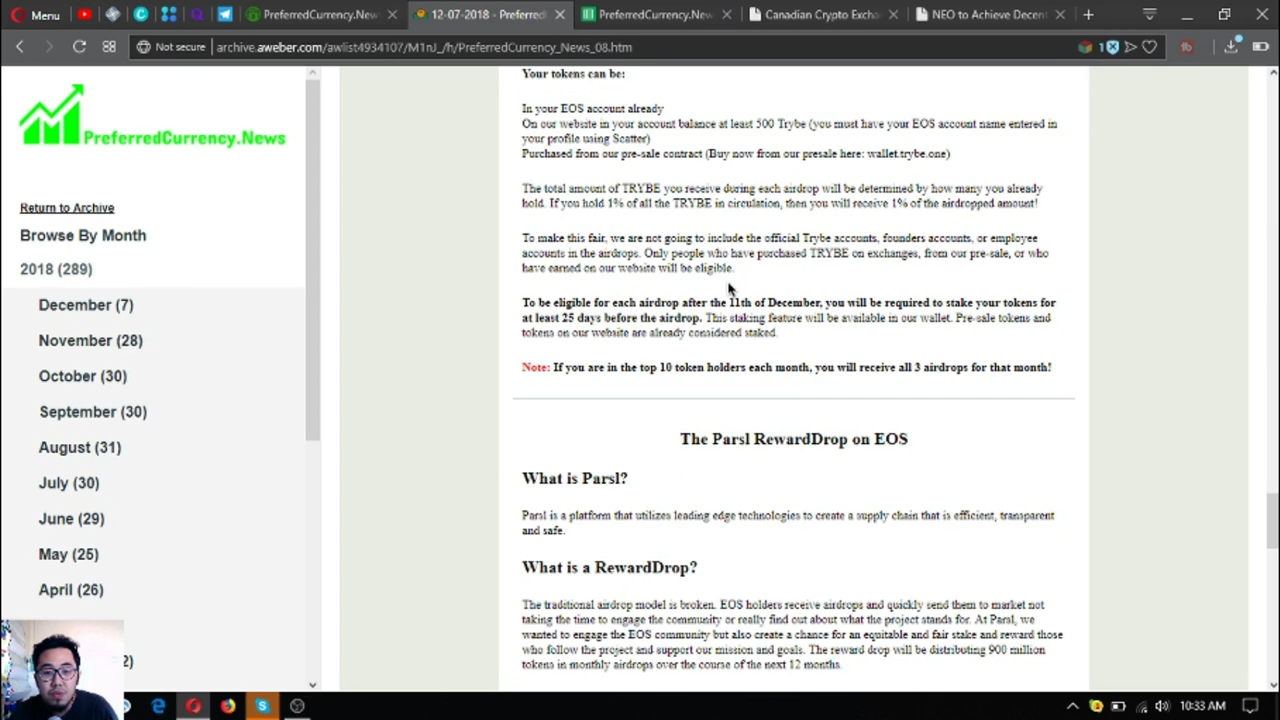 Menu
PreferredCurrency.New
12-07-2018 - Preferred
PreferredCurrency.New
Canadian Crypto Excha
NEO to Achieve Decent
Not secure
archive.aweber.com/awlist4934107/M1nJ_/h/PreferredCurrency_News_08.htm
1
PreferredCurrency.News
Return to Archive
Browse By Month
2018 (289)
December (7)
November (28)
October (30)
September (30)
August (31)
July (30)
June (29)
May (25)
April (26)
2)
Your tokens can be:
In your EOS account already
On our website in your account balance at least 500 Trybe (you must have your EOS account name entered in
your profile using Scatter)
Purchased from our pre-sale contract (Buy now from our presale here: wallet.trybe.one)
The total amount of TRYBE you receive during each airdrop will be determined by how many you already
hold. If you hold 1% of all the TRYBE in circulation, then you will receive 1% of the airdropped amount!
To make this fair, we are not going to include the official Trybe accounts, founders accounts, or employee
accounts in the airdrops. Only people who have purchased TRYBE on exchanges, from our pre-sale, or who
have earned on our website will be eligible.
To be eligible for each airdrop after the 11th of December, you will be required to stake your tokens for
at least 25 days before the airdrop. This staking feature will be available in our wallet. Pre-sale tokens and
tokens on our website are already considered staked.
Note: If you are in the top 10 token holders each month, you will receive all 3 airdrops for that month!
The Parsl RewardDrop on EOS
What is Parsl?
Parsl is a platform that utilizes leading edge technologies to create a supply chain that is efficient, transparent
and safe.
What is a RewardDrop?
The traditional airdrop model is broken. EOS holders receive airdrops and quickly send them to market not
taking the time to engage the community or really find out about what the project stands for. At Parsl, we
wanted to engage the EOS community but also create a chance for an equitable and fair stake and reward those
who follow the project and support our mission and goals. The reward drop will be distributing 900 million
tokens in monthly airdrops over the course of the next 12 months.
10:33 AM